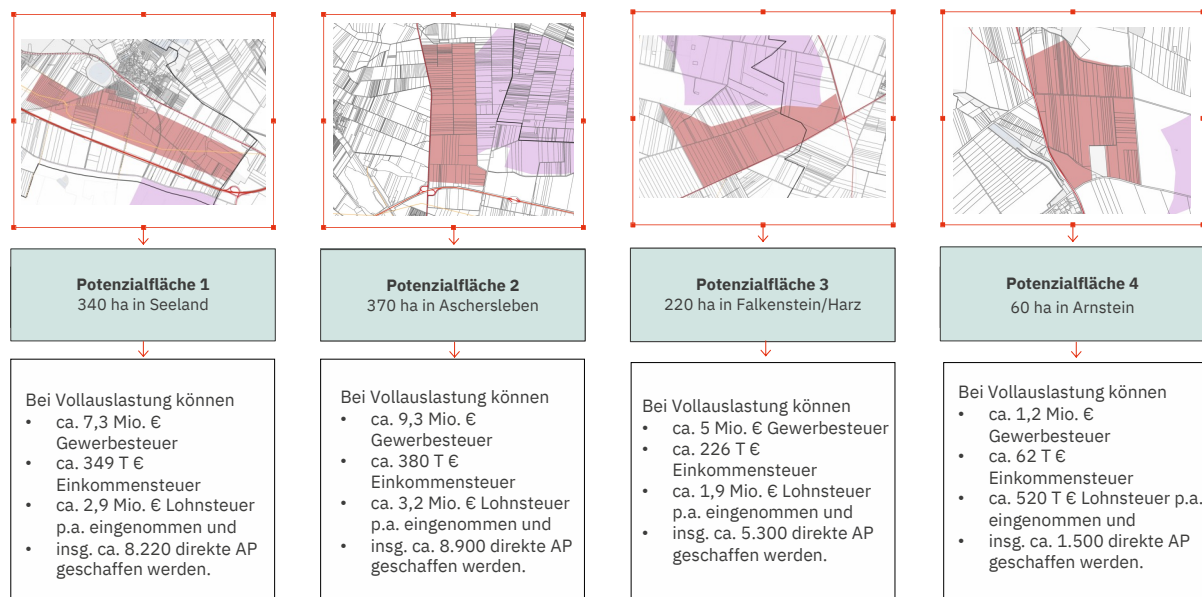 Potenzialfläche 1
340 ha in Seeland
Bei Vollauslastung können
• ca. 7,3 Mio. €
Gewerbesteuer
• ca. 349 T €
Einkommensteuer
• ca. 2,9 Mio. € Lohnsteuer
p.a. eingenommen und
• insg. ca. 8.220 direkte AP
geschaffen werden.
Potenzialfläche 2
370 ha in Aschersleben
Bei Vollauslastung können
• ca. 9,3 Mio. €
Gewerbesteuer
• ca. 380 T €
Einkommensteuer
• ca. 3,2 Mio. € Lohnsteuer
p.a. eingenommen und
• insg. ca. 8.900 direkte AP
geschaffen werden.
Potenzialfläche 3
220 ha in Falkenstein/Harz
Bei Vollauslastung können
• ca. 5 Mio. € Gewerbesteuer
• ca. 226 T €
Einkommensteuer
• ca. 1,9 Mio. € Lohnsteuer
p.a. eingenommen und
• insg. ca. 5.300 direkte AP
geschaffen werden.
Potenzialfläche 4
60 ha in Arnstein
Bei Vollauslastung können
• ca. 1,2 Mio. €
Gewerbesteuer
• ca. 62 T €
Einkommensteuer
• ca. 520 T € Lohnsteuer p.a.
eingenommen und
• insg. ca. 1.500 direkte AP
geschaffen werden.